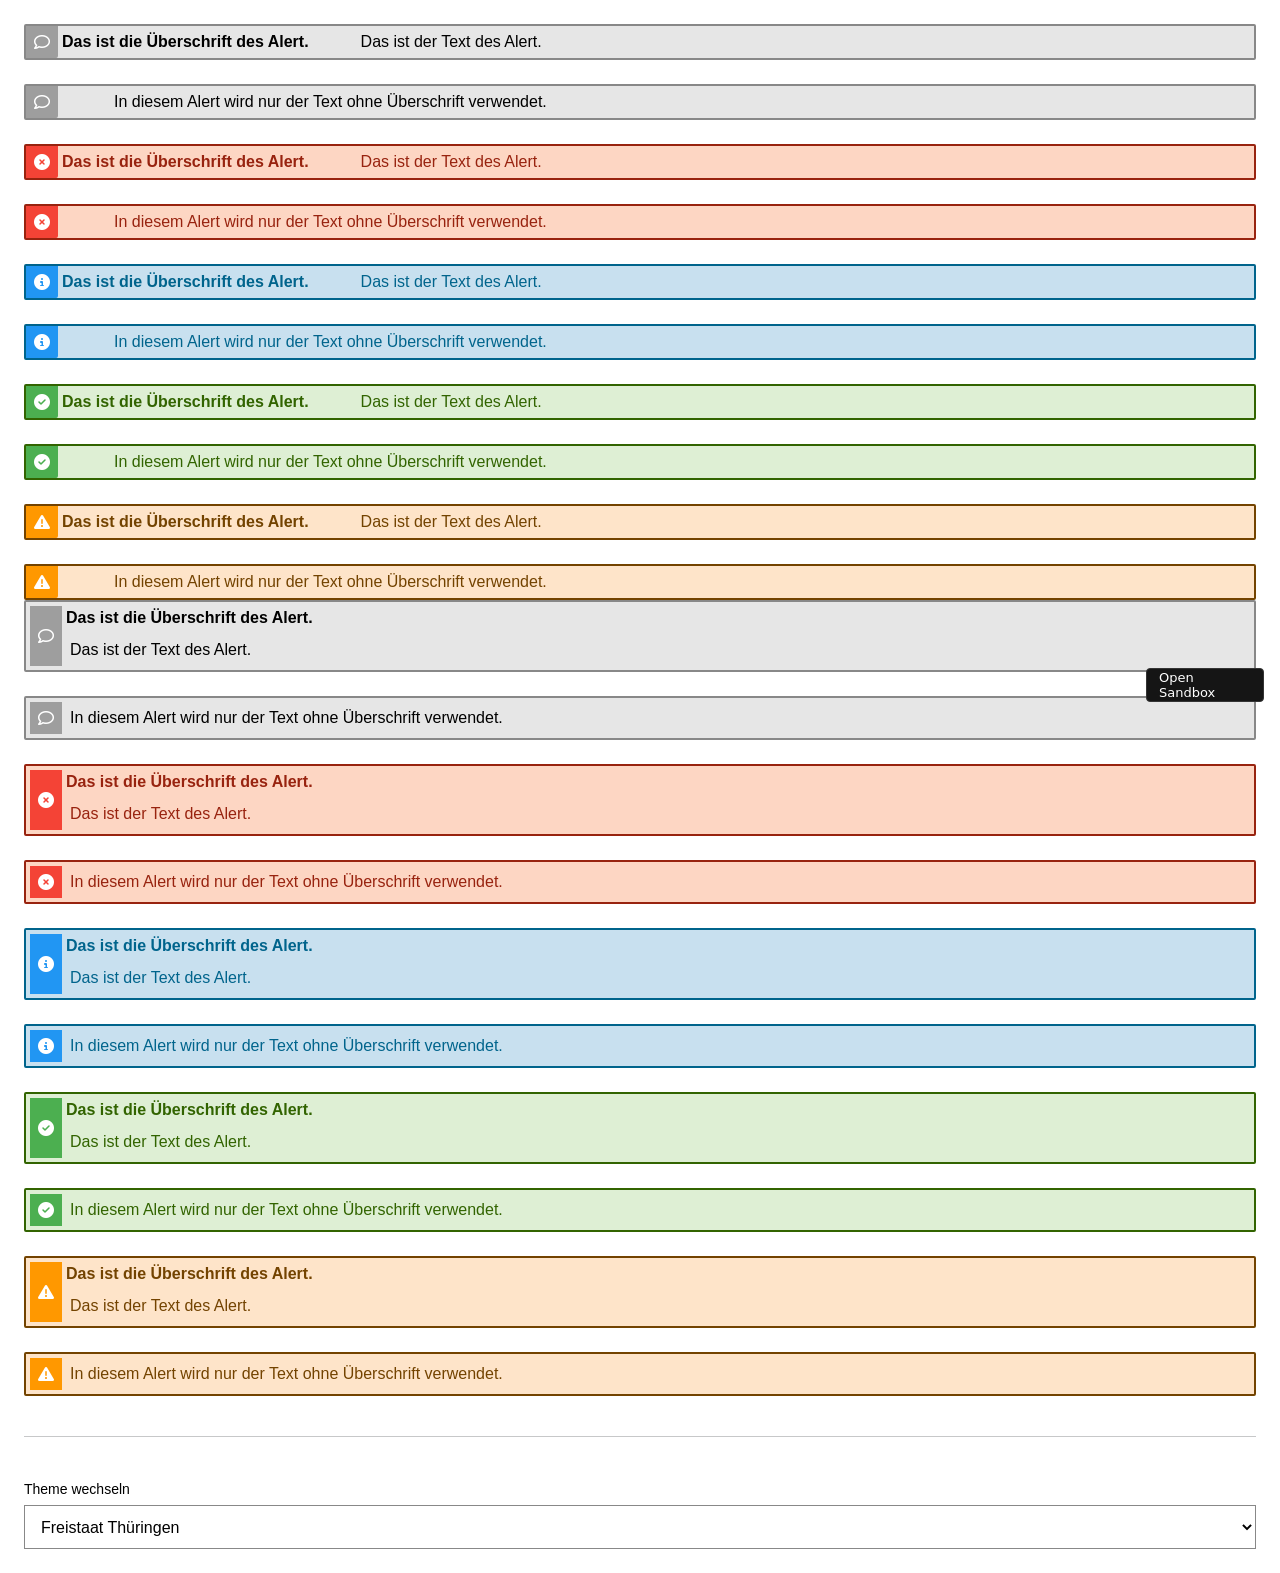 Das ist die Überschrift des Alert. Das ist der Text des Alert.
In diesem Alert wird nur der Text ohne Überschrift verwendet.
Das ist die Überschrift des Alert. Das ist der Text des Alert.
In diesem Alert wird nur der Text ohne Überschrift verwendet.
Das ist die Überschrift des Alert. Das ist der Text des Alert.
In diesem Alert wird nur der Text ohne Überschrift verwendet.
Das ist die Überschrift des Alert. Das ist der Text des Alert.
In diesem Alert wird nur der Text ohne Überschrift verwendet.
Das ist die Überschrift des Alert. Das ist der Text des Alert.
In diesem Alert wird nur der Text ohne Überschrift verwendet.
Das ist die Überschrift des Alert.
Das ist der Text des Alert.
Open
Sandbox
In diesem Alert wird nur der Text ohne Überschrift verwendet.
Das ist die Überschrift des Alert.
Das ist der Text des Alert.
In diesem Alert wird nur der Text ohne Überschrift verwendet.
Das ist die Überschrift des Alert.
Das ist der Text des Alert.
In diesem Alert wird nur der Text ohne Überschrift verwendet.
Das ist die Überschrift des Alert.
Das ist der Text des Alert.
In diesem Alert wird nur der Text ohne Überschrift verwendet.
Das ist die Überschrift des Alert.
Das ist der Text des Alert.
In diesem Alert wird nur der Text ohne Überschrift verwendet.
Theme wechseln
Freistaat Thüringen